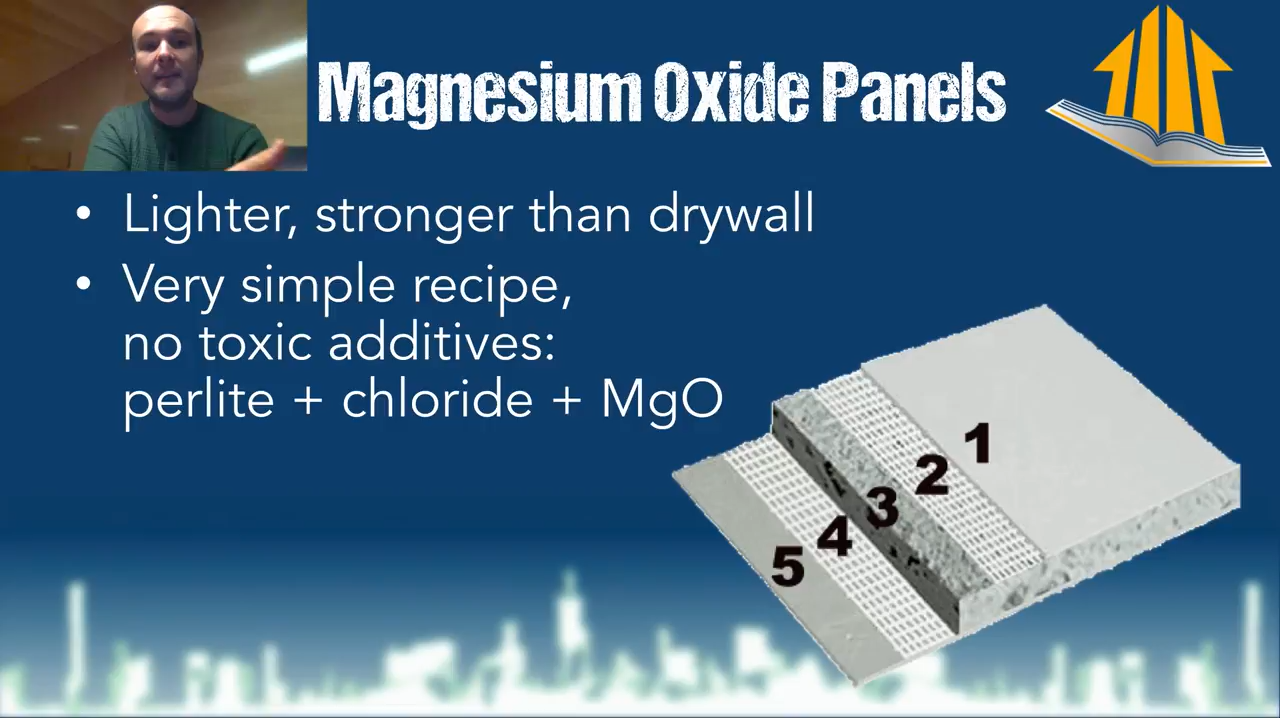 Magnesium Oxide Panels
• Lighter, stronger than drywall
• Very simple recipe,
no toxic additives:
perlite + chloride + MgO
1
2
3
4
5